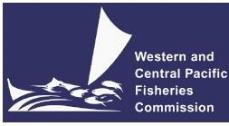 Western and
Central Pacific
Fisheries
Commission